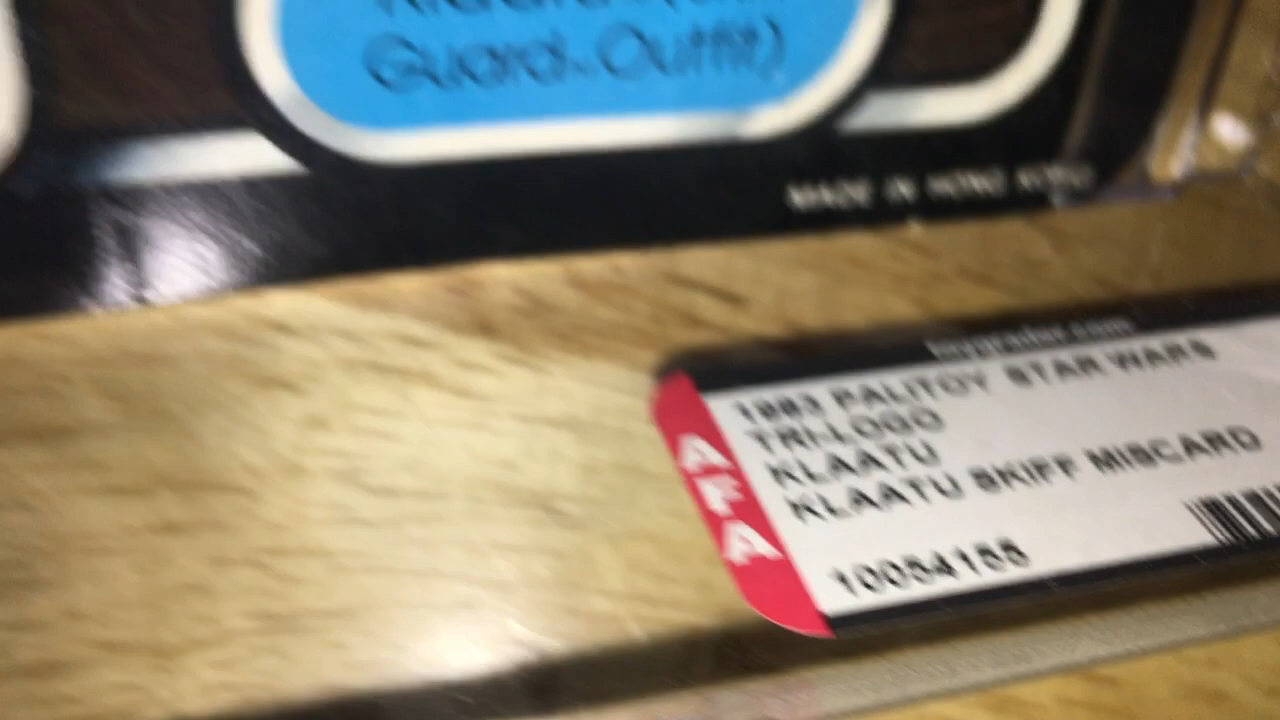 Guard Outfit)
MADE IN HONG KONG
1983 PALITOY STAR WARS
TRI-LOGO
KLAATU
KLAATU SKIFF MISCARD
AFA
10054155